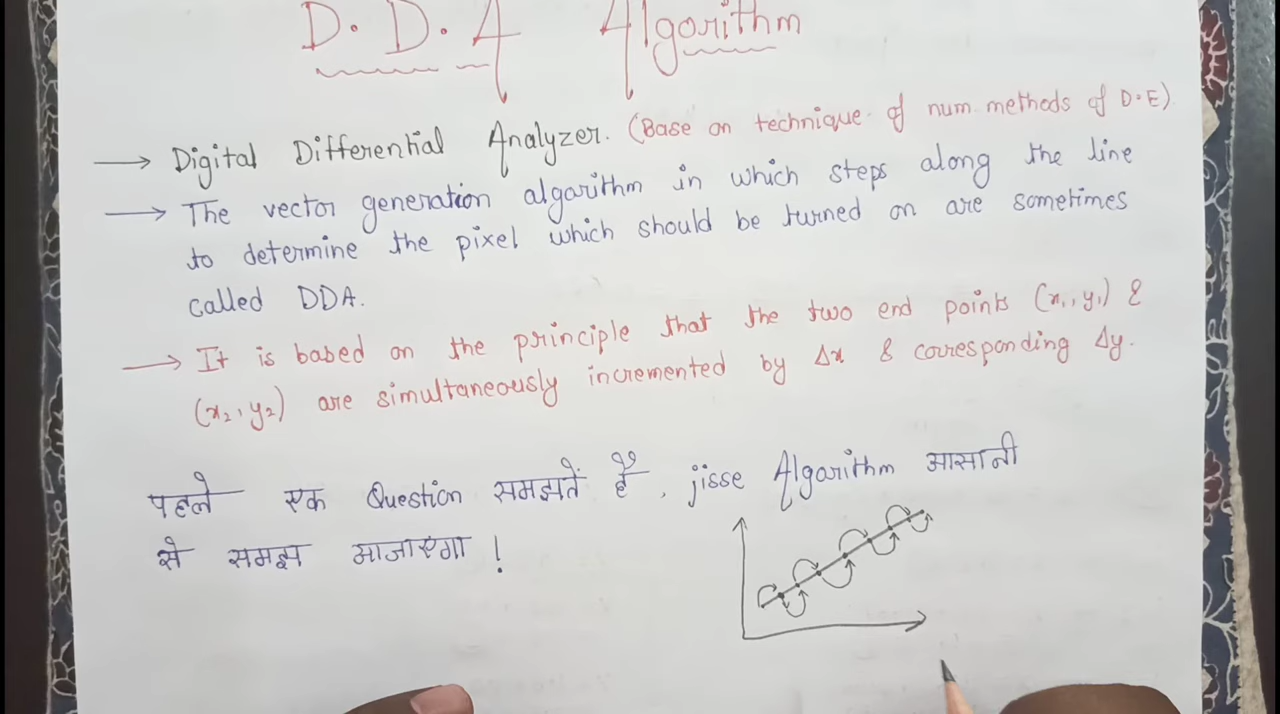 D. D. A Algorithm
→ Digital Differential Analyzer. (Base on technique of num. methods of D.E)
→ The vector generation algorithm in which steps along the line
to determine the pixel which should be turned on are sometimes
called DDA.
→ It is based on the principle that the two end points (x₁, y₁) &
(x₂, y₂) are simultaneously incremented by Δx & corresponding Δy.
पहले एक Question समझतें हैं, jisse Algorithm आसानी
से समझ आजाएगा !